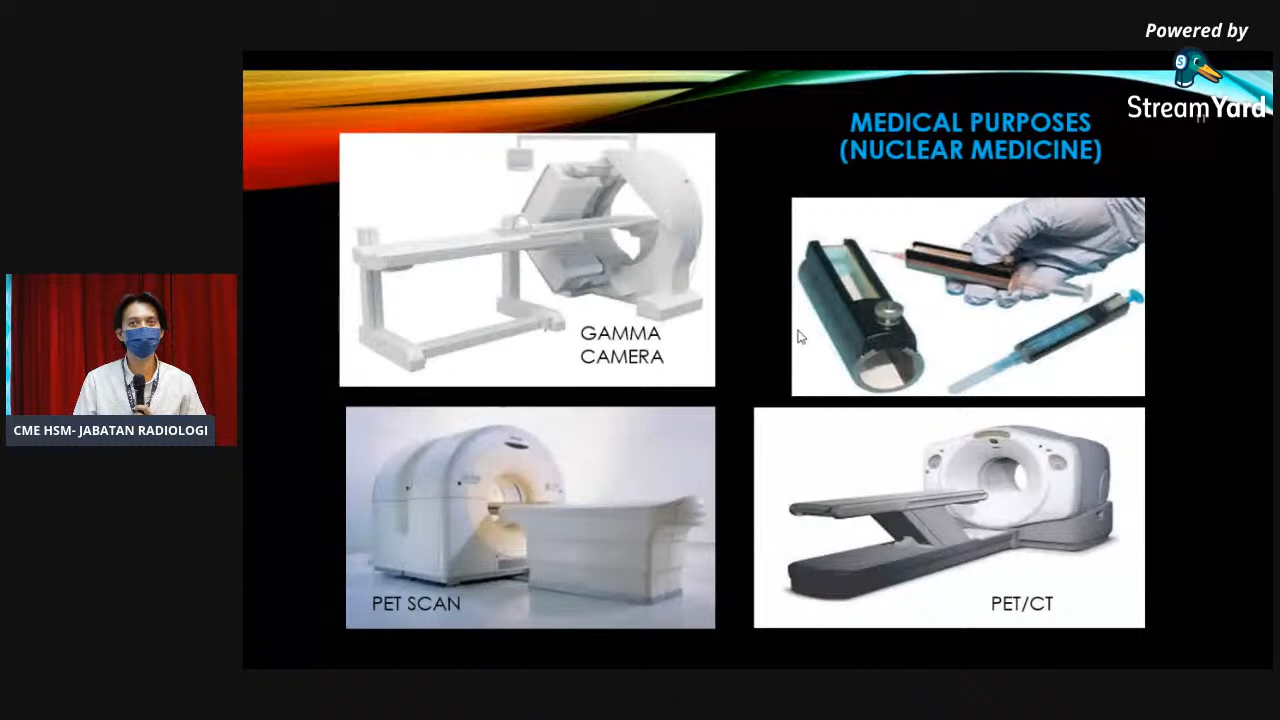 Powered by
StreamYard
MEDICAL PURPOSES
(NUCLEAR MEDICINE)
GAMMA
CAMERA
CME HSM- JABATAN RADIOLOGI
PET SCAN
PET/CT